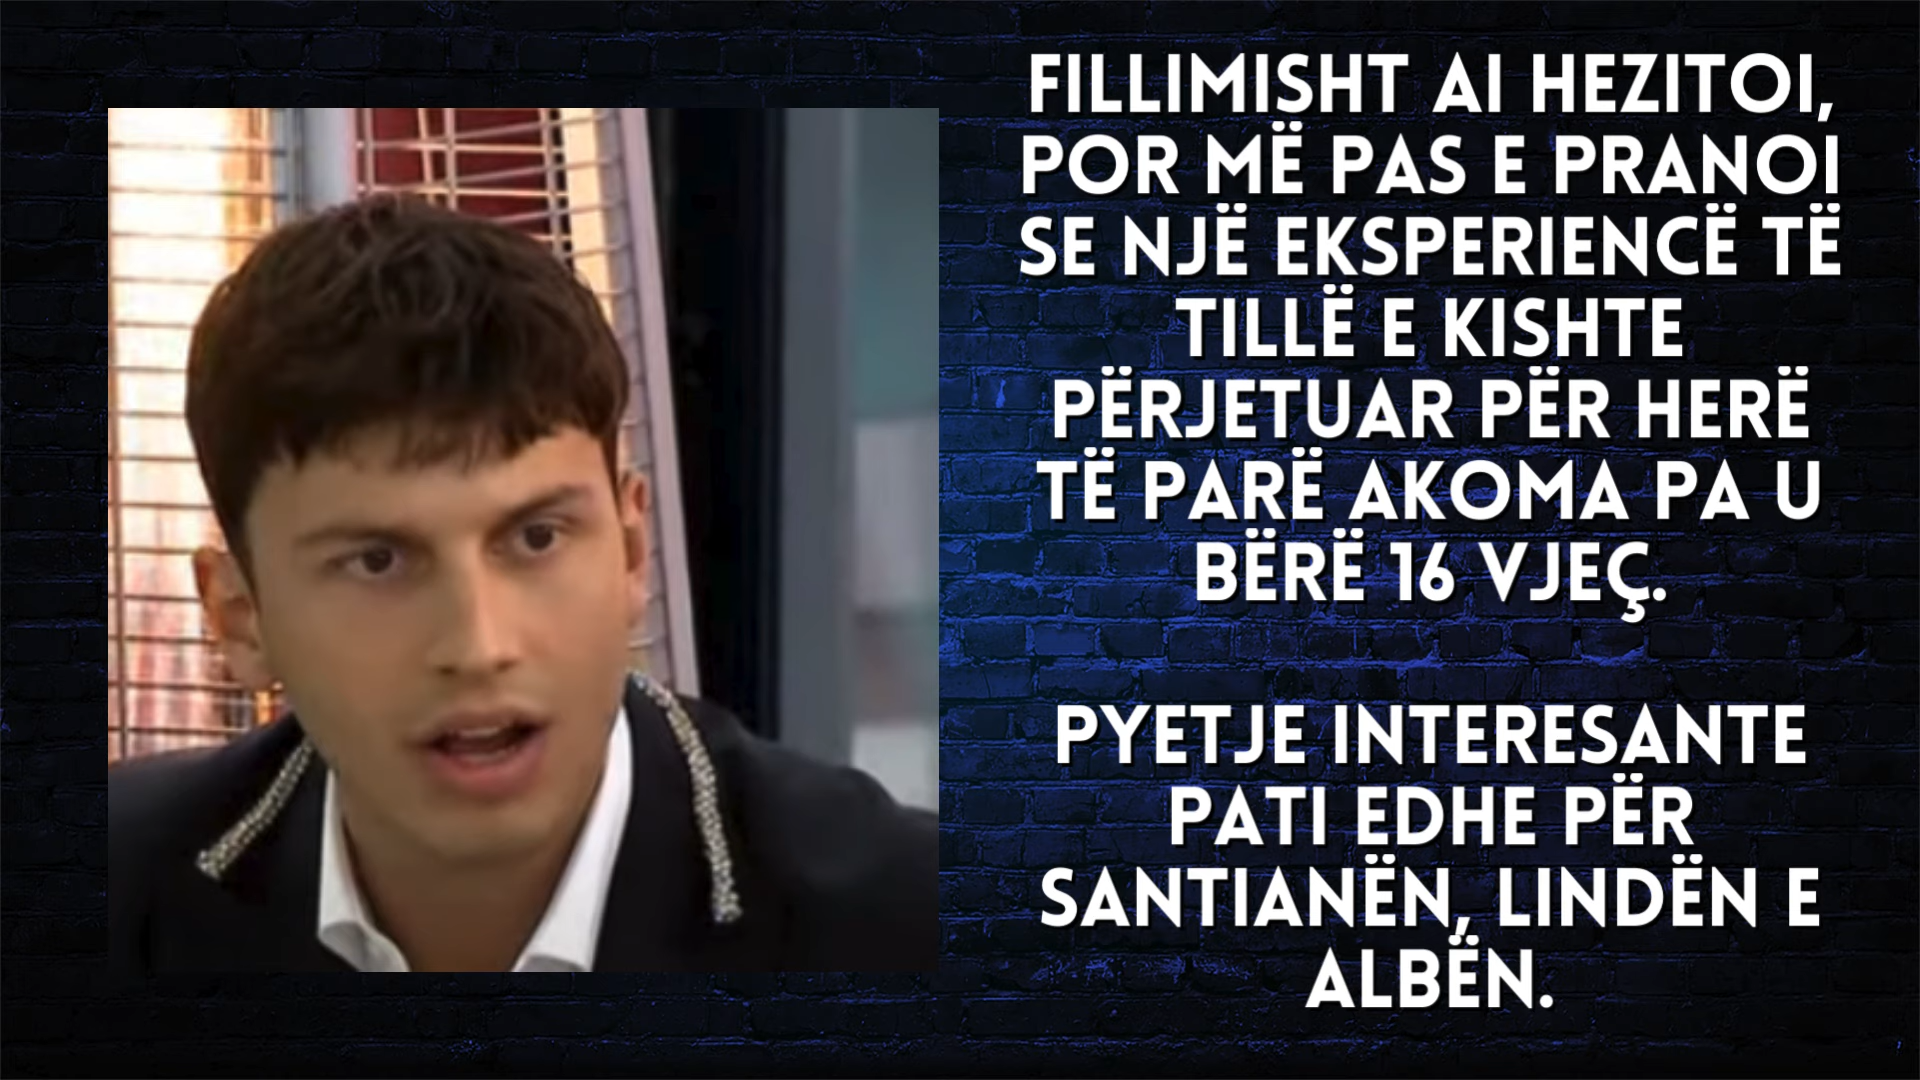 FILLIMISHT AI HEZITOI,
POR MË PAS E PRANOI
SE NJË EKSPERIENCË TË
TILLË E KISHTE
PËRJETUAR PËR HERË
TË PARË AKOMA PA U
BËRË 16 VJEÇ.
PYETJE INTERESANTE
PATI EDHE PËR
SANTIANËN, LINDËN E
ALBËN.